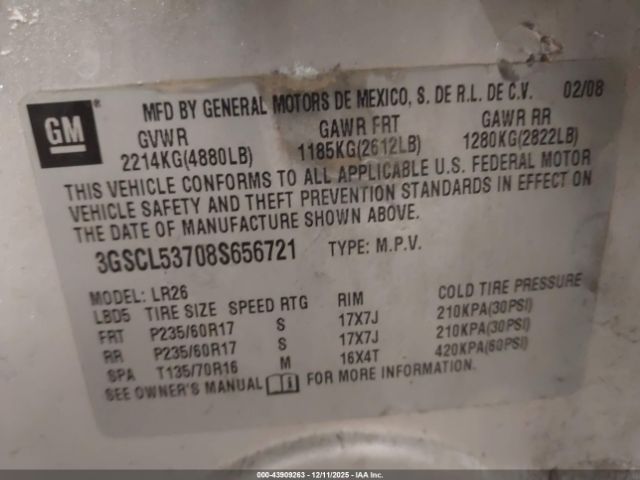 GM ®
MFD BY GENERAL MOTORS DE MEXICO, S. DE R.L. DE C.V. 02/08
GVWR GAWR FRT GAWR RR
2214KG(4880LB) 1185KG(2612LB) 1280KG(2822LB)
THIS VEHICLE CONFORMS TO ALL APPLICABLE U.S. FEDERAL MOTOR
VEHICLE SAFETY AND THEFT PREVENTION STANDARDS IN EFFECT ON
THE DATE OF MANUFACTURE SHOWN ABOVE.
3GSCL53708S656721 TYPE: M.P.V.
MODEL: LR26
LBD5 TIRE SIZE SPEED RTG RIM COLD TIRE PRESSURE
FRT P235/60R17 S 17X7J 210KPA(30PSI)
RR P235/60R17 S 17X7J 210KPA(30PSI)
SPA T135/70R16 M 16X4T 420KPA(60PSI)
SEE OWNER'S MANUAL FOR MORE INFORMATION.
000-43909263 - 12/11/2025 - IAA Inc.